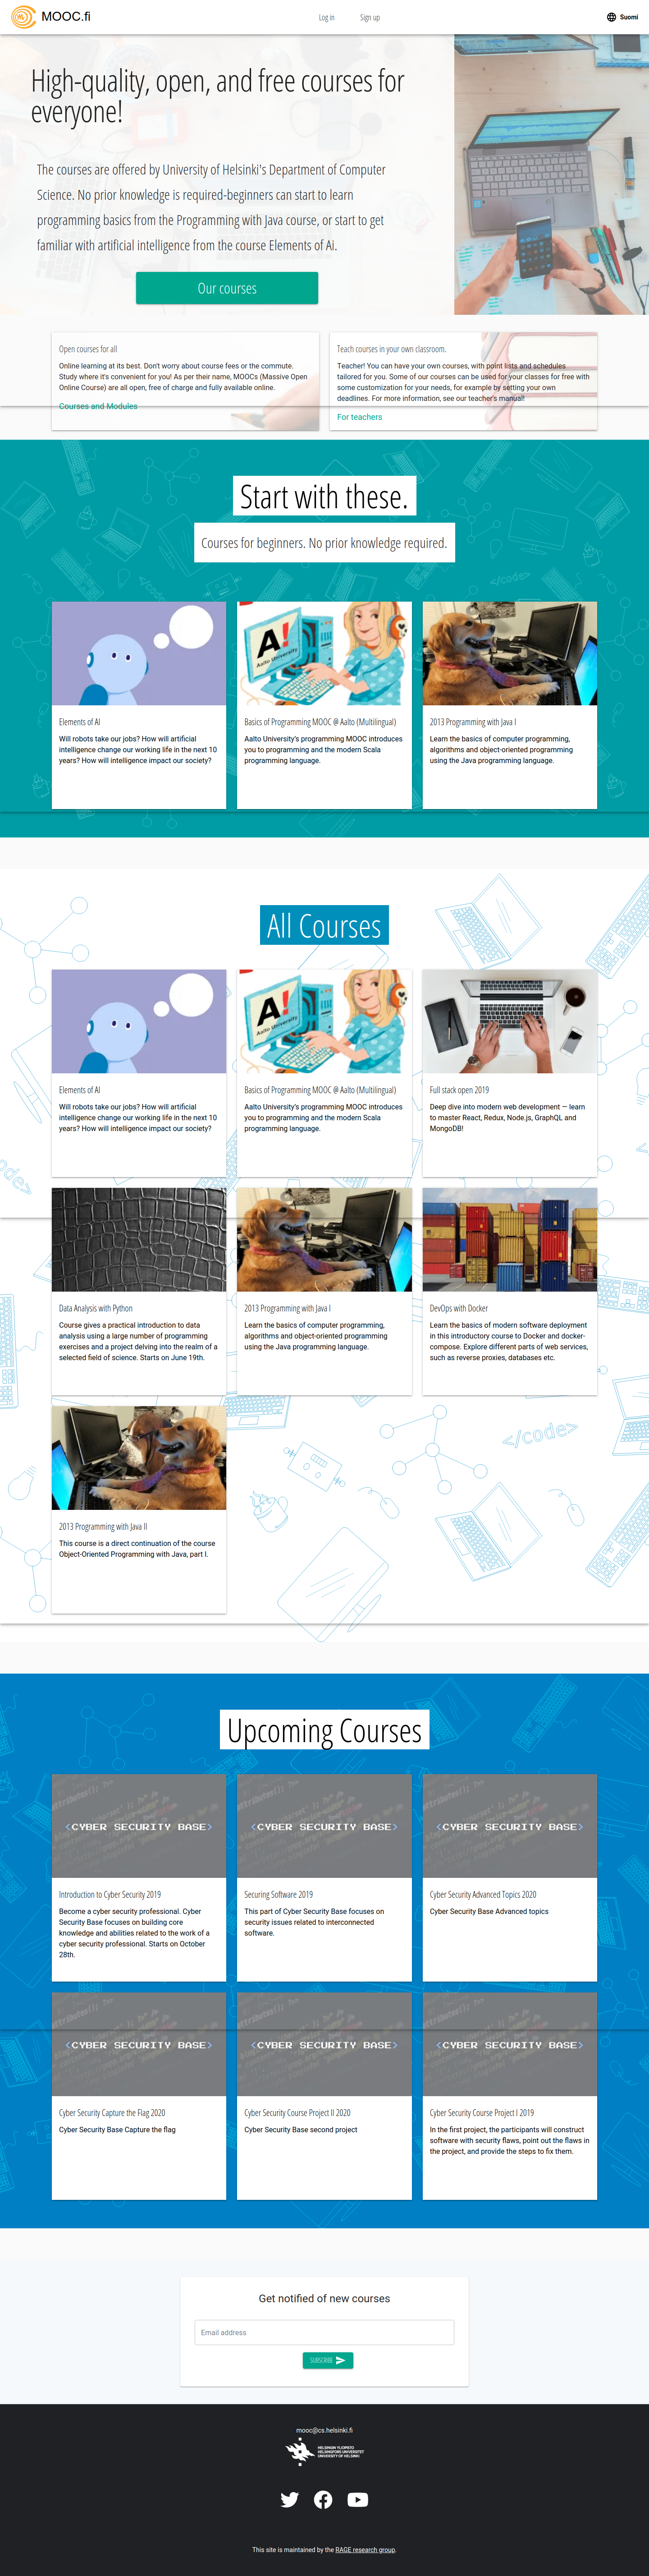 MOOC.fi
Log in
Sign up
Suomi
High-quality, open, and free courses for
everyone!
The courses are offered by University of Helsinki's Department of Computer
Science. No prior knowledge is required-beginners can start to learn
programming basics from the Programming with Java course, or start to get
familiar with artificial intelligence from the course Elements of Ai.
Our courses
Open courses for all
Online learning at its best. Don't worry about course fees or the commute.
Study where it's convenient for you! As per their name, MOOCs (Massive Open
Online Course) are all open, free of charge and fully available online.
Courses and Modules
Teach courses in your own classroom.
Teacher! You can have your own courses, with point lists and schedules
tailored for you. Some of our courses can be used for your classes for free with
some customization for your needs, for example by setting your own
deadlines. For more information, see our teacher's manual!
For teachers
Start with these.
Courses for beginners. No prior knowledge required.
A!
Aalto University
Elements of AI
Will robots take our jobs? How will artificial
intelligence change our working life in the next 10
years? How will intelligence impact our society?
Basics of Programming MOOC @ Aalto (Multilingual)
Aalto University's programming MOOC introduces
you to programming and the modern Scala
programming language.
2013 Programming with Java I
Learn the basics of computer programming,
algorithms and object-oriented programming
using the Java programming language.
All Courses
A!
Aalto University
Elements of AI
Will robots take our jobs? How will artificial
intelligence change our working life in the next 10
years? How will intelligence impact our society?
Basics of Programming MOOC @ Aalto (Multilingual)
Aalto University's programming MOOC introduces
you to programming and the modern Scala
programming language.
Full stack open 2019
Deep dive into modern web development — learn
to master React, Redux, Node.js, GraphQL and
MongoDB!
Data Analysis with Python
Course gives a practical introduction to data
analysis using a large number of programming
exercises and a project delving into the realm of a
selected field of science. Starts on June 19th.
2013 Programming with Java I
Learn the basics of computer programming,
algorithms and object-oriented programming
using the Java programming language.
DevOps with Docker
Learn the basics of modern software deployment
in this introductory course to Docker and docker-
compose. Explore different parts of web services,
such as reverse proxies, databases etc.
</code>
2013 Programming with Java II
This course is a direct continuation of the course
Object-Oriented Programming with Java, part I.
Upcoming Courses
<CYBER SECURITY BASE>
<CYBER SECURITY BASE>
<CYBER SECURITY BASE>
Introduction to Cyber Security 2019
Become a cyber security professional. Cyber
Security Base focuses on building core
knowledge and abilities related to the work of a
cyber security professional. Starts on October
28th.
Securing Software 2019
This part of Cyber Security Base focuses on
security issues related to interconnected
software.
Cyber Security Advanced Topics 2020
Cyber Security Base Advanced topics
<CYBER SECURITY BASE>
<CYBER SECURITY BASE>
<CYBER SECURITY BASE>
Cyber Security Capture the Flag 2020
Cyber Security Base Capture the flag
Cyber Security Course Project II 2020
Cyber Security Base second project
Cyber Security Course Project I 2019
In the first project, the participants will construct
software with security flaws, point out the flaws in
the project, and provide the steps to fix them.
Get notified of new courses
Email address
SUBSCRIBE
mooc@cs.helsinki.fi
HELSINGIN YLIOPISTO
HELSINGFORS UNIVERSITET
UNIVERSITY OF HELSINKI
This site is maintained by the RAGE research group.